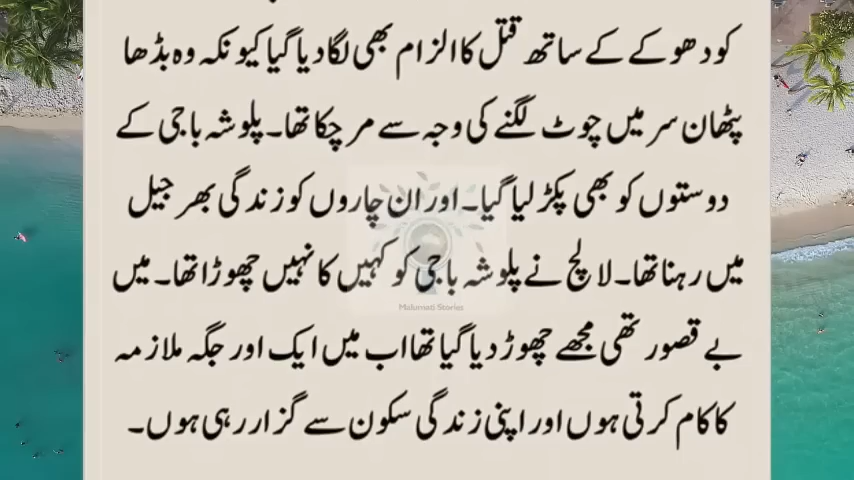 کو دھوکے کے ساتھ قتل کا الزام بھی لگا دیا گیا کیونکہ وہ بڈھا
پٹھان سر میں چوٹ لگنے کی وجہ سے مر چکا تھا۔ پلوشہ باجی کے
دوستوں کو بھی پکڑ لیا گیا۔ اور ان چاروں کو زندگی بھر جیل
میں رہنا تھا۔ لالچ نے پلوشہ باجی کو کہیں کا نہیں چھوڑا تھا۔ میں
بے قصور تھی مجھے چھوڑ دیا گیا تھا اب میں ایک اور جگہ ملازمہ
کا کام کرتی ہوں اور اپنی زندگی سکون سے گزار رہی ہوں۔
Malumati Stories